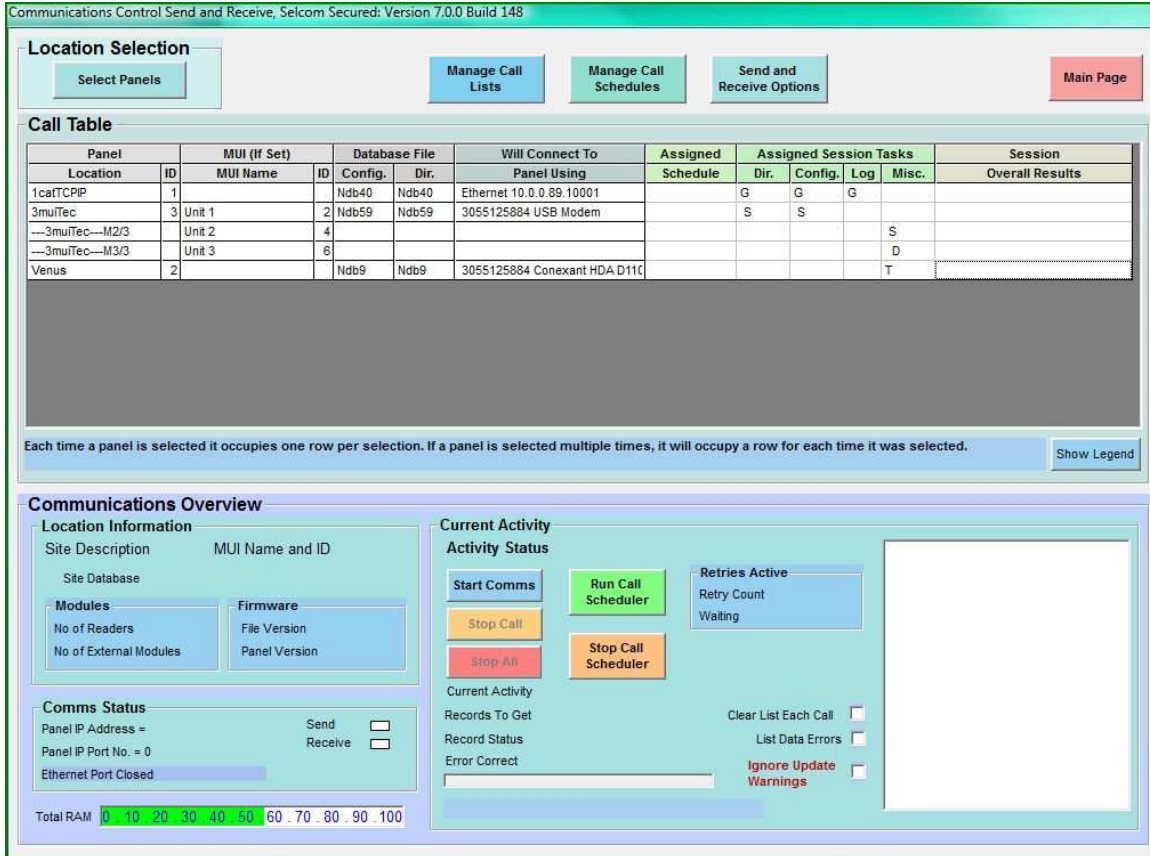 Communications Control Send and Receive, Selcom Secured: Version 7.0.0 Build 148
Location Selection
Select Panels
Manage Call Lists
Manage Call Schedules
Send and Receive Options
Main Page
Call Table
Panel MUI (If Set) Database File Will Connect To Assigned Assigned Session Tasks Session
Location ID MUI Name ID Config. Dir. Panel Using Schedule Dir. Config. Log Misc. Overall Results
1catTCPIP 1 Ndb40 Ndb40 Ethernet 10.0.0.89.10001 G G G
3muiTec 3 Unit 1 2 Ndb59 Ndb59 3055125884 USB Modem S S
---3muiTec---M2/3 Unit 2 4 S
---3muiTec---M3/3 Unit 3 6 D
Venus 2 Ndb9 Ndb9 3055125884 Conexant HDA D110 T
Each time a panel is selected it occupies one row per selection. If a panel is selected multiple times, it will occupy a row for each time it was selected.
Show Legend
Communications Overview
Location Information
Site Description MUI Name and ID
Site Database
Modules
No of Readers
No of External Modules
Firmware
File Version
Panel Version
Comms Status
Panel IP Address =
Panel IP Port No. = 0
Ethernet Port Closed
Send
Receive
Total RAM 0 . 10 . 20 . 30 . 40 . 50 . 60 . 70 . 80 . 90 . 100
Current Activity
Activity Status
Start Comms
Stop Call
Stop All
Run Call Scheduler
Stop Call Scheduler
Retries Active
Retry Count
Waiting
Current Activity
Records To Get
Record Status
Error Correct
Clear List Each Call
List Data Errors
Ignore Update Warnings